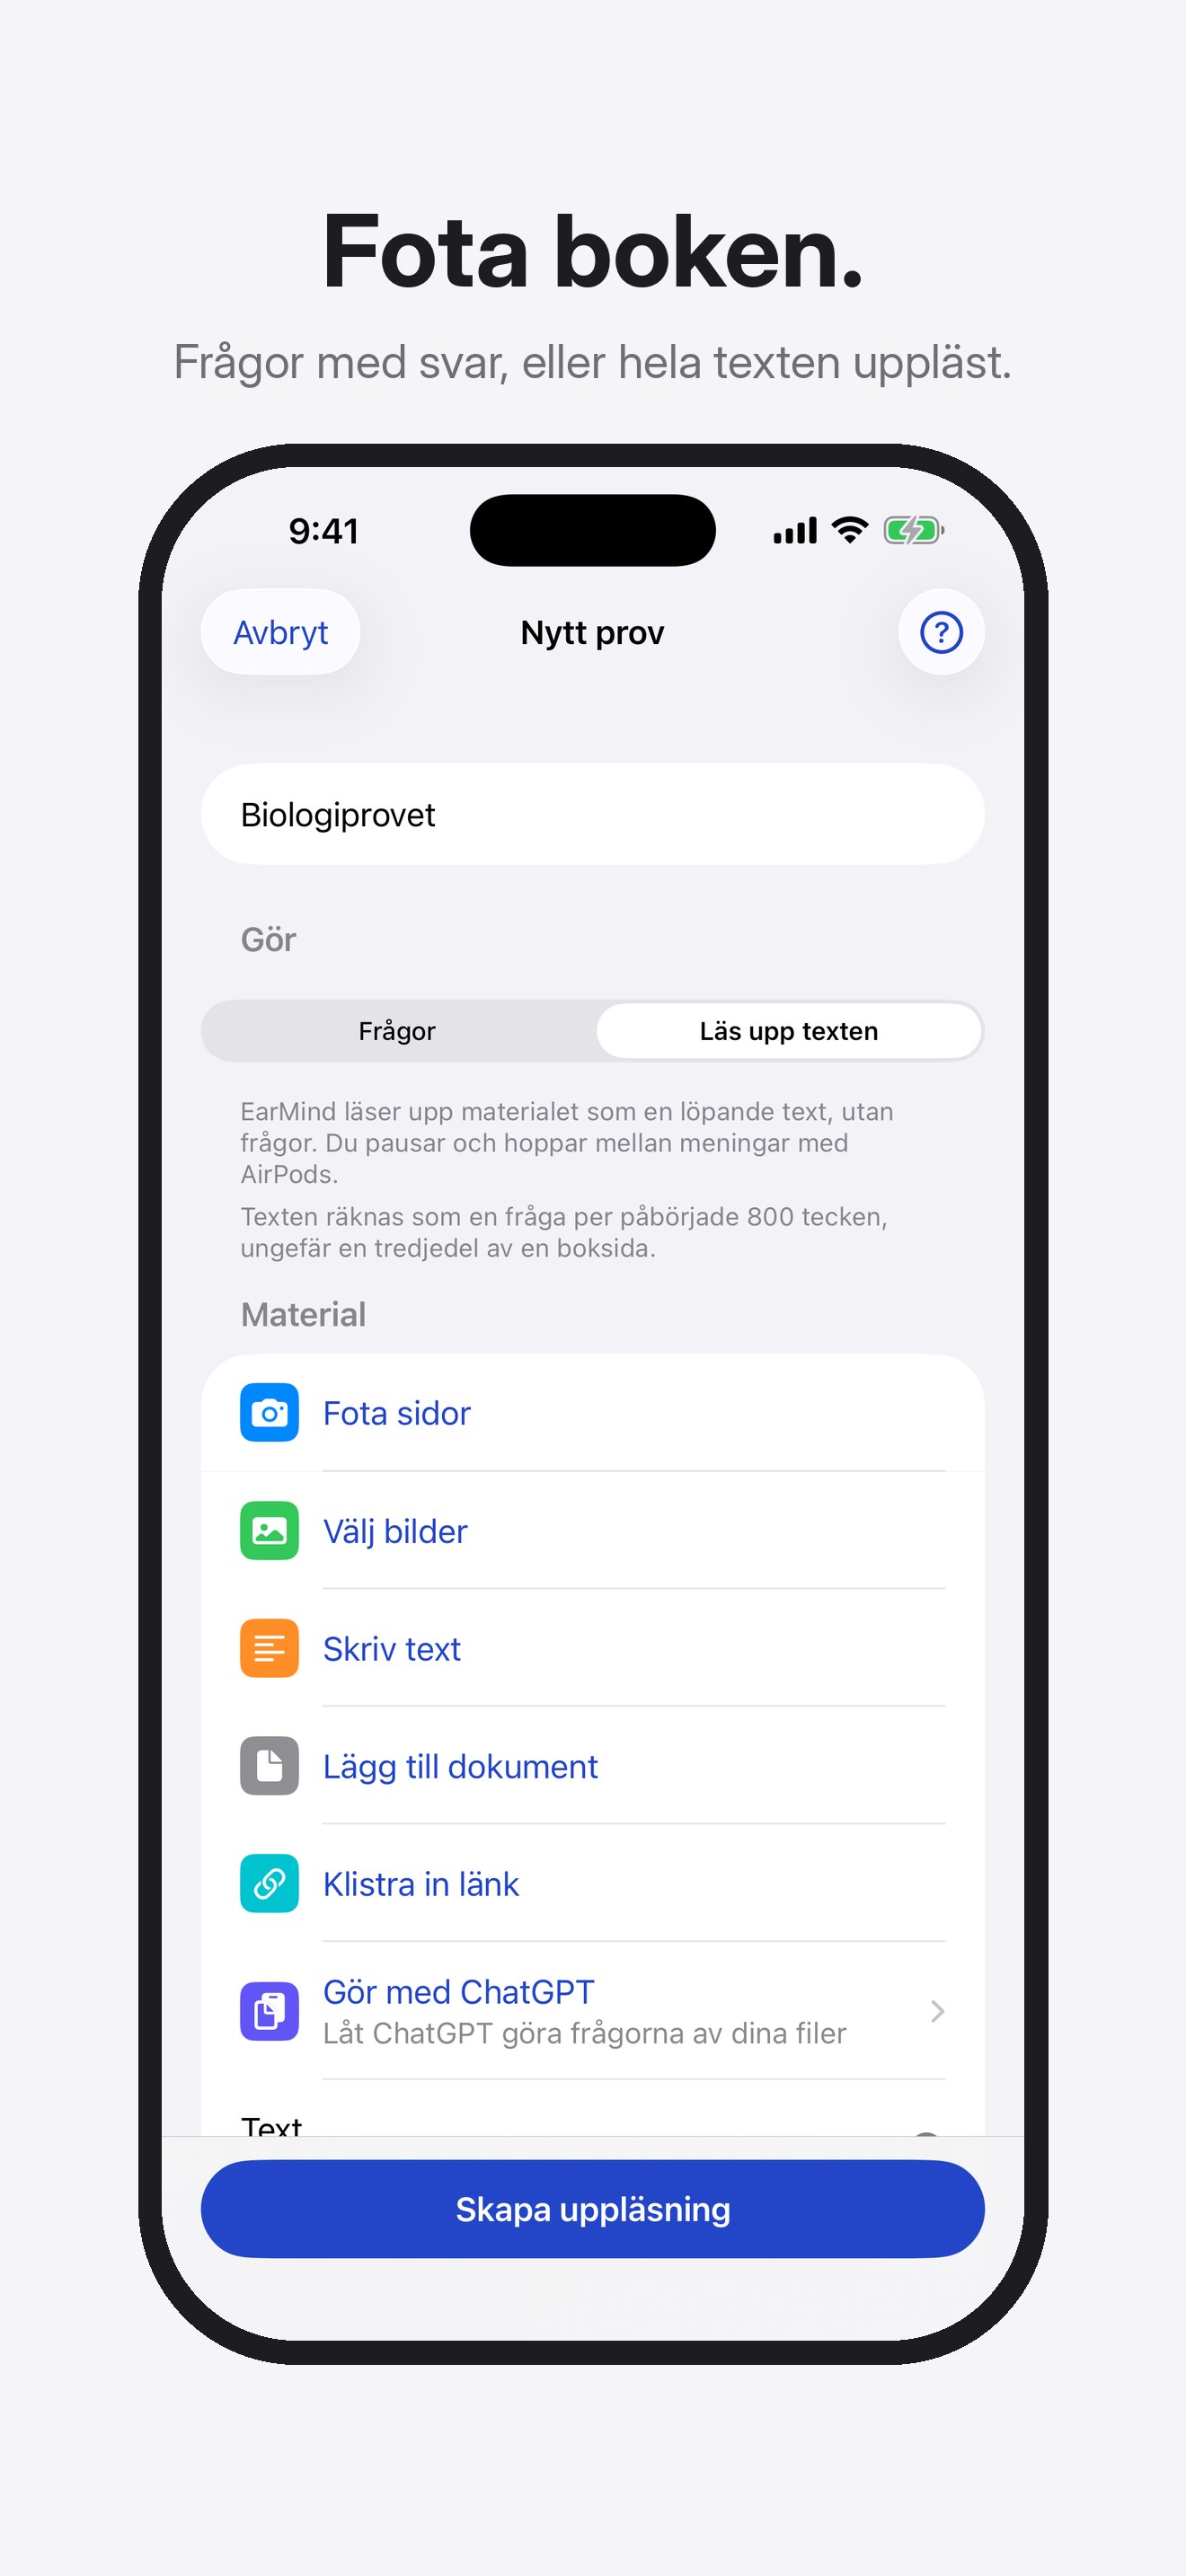 Fota boken.
Frågor med svar, eller hela texten uppläst.
9:41
Avbryt
Nytt prov
?
Biologiprovet
Gör
Frågor
Läs upp texten
EarMind läser upp materialet som en löpande text, utan
frågor. Du pausar och hoppar mellan meningar med
AirPods.
Texten räknas som en fråga per påbörjade 800 tecken,
ungefär en tredjedel av en boksida.
Material
Fota sidor
Välj bilder
Skriv text
Lägg till dokument
Klistra in länk
Gör med ChatGPT
Låt ChatGPT göra frågorna av dina filer
Text
Skapa uppläsning